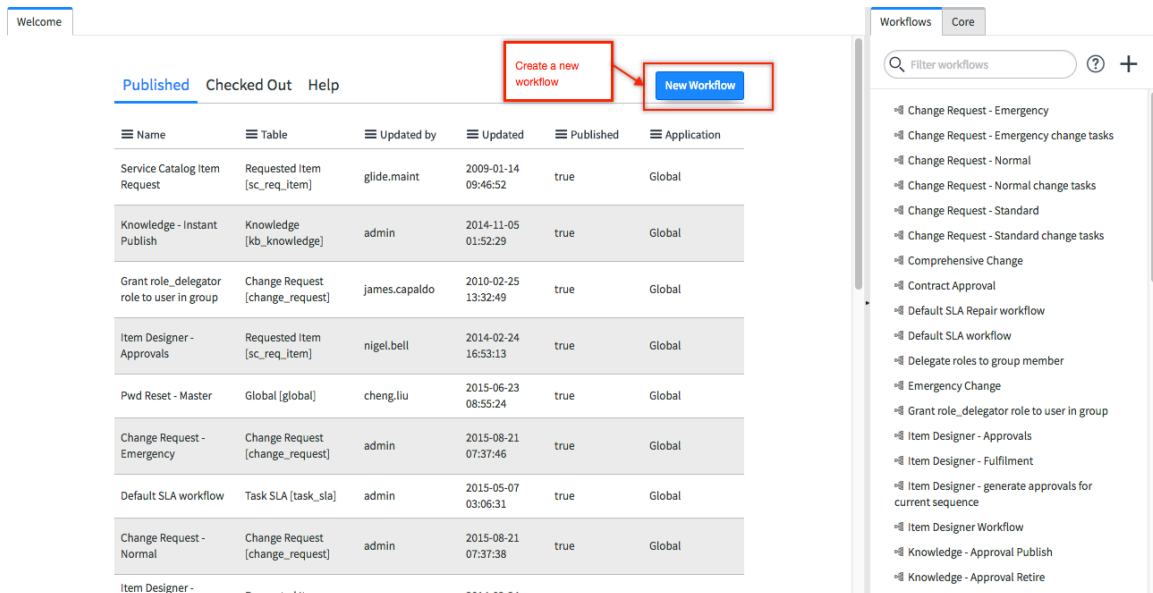 Welcome
Published Checked Out Help
Create a new
workflow
New Workflow
Name Table Updated by Updated Published Application
Service Catalog Item
Request
Requested Item
[sc_req_item]
glide.maint
2009-01-14
09:46:52
true
Global
Knowledge - Instant
Publish
Knowledge
[kb_knowledge]
admin
2014-11-05
01:52:29
true
Global
Grant role_delegator
role to user in group
Change Request
[change_request]
james.capaldo
2010-02-25
13:32:49
true
Global
Item Designer -
Approvals
Requested Item
[sc_req_item]
nigel.bell
2014-02-24
16:53:13
true
Global
Pwd Reset - Master
Global [global]
cheng.liu
2015-06-23
08:55:24
true
Global
Change Request -
Emergency
Change Request
[change_request]
admin
2015-08-21
07:37:46
true
Global
Default SLA workflow
Task SLA [task_sla]
admin
2015-05-07
03:06:31
true
Global
Change Request -
Normal
Change Request
[change_request]
admin
2015-08-21
07:37:38
true
Global
Item Designer -
Workflows Core
Filter workflows
Change Request - Emergency
Change Request - Emergency change tasks
Change Request - Normal
Change Request - Normal change tasks
Change Request - Standard
Change Request - Standard change tasks
Comprehensive Change
Contract Approval
Default SLA Repair workflow
Default SLA workflow
Delegate roles to group member
Emergency Change
Grant role_delegator role to user in group
Item Designer - Approvals
Item Designer - Fulfilment
Item Designer - generate approvals for
current sequence
Item Designer Workflow
Knowledge - Approval Publish
Knowledge - Approval Retire